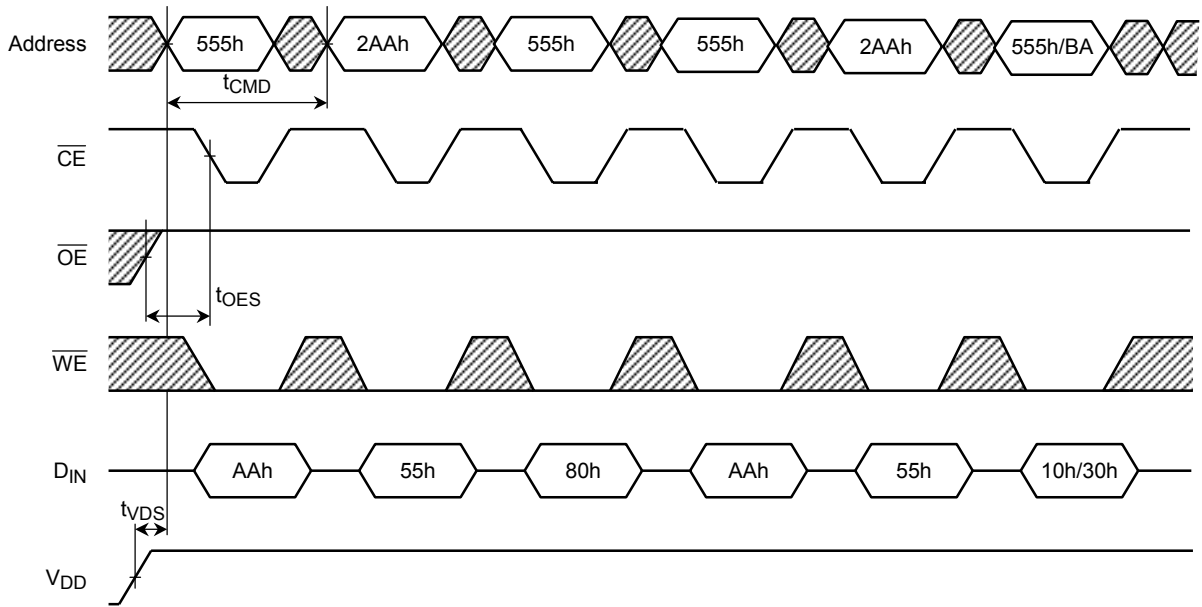 Address 555h 2AAh 555h 555h 2AAh 555h/BA
tCMD
CE
OE
tOES
WE
DIN AAh 55h 80h AAh 55h 10h/30h
tVDS
VDD